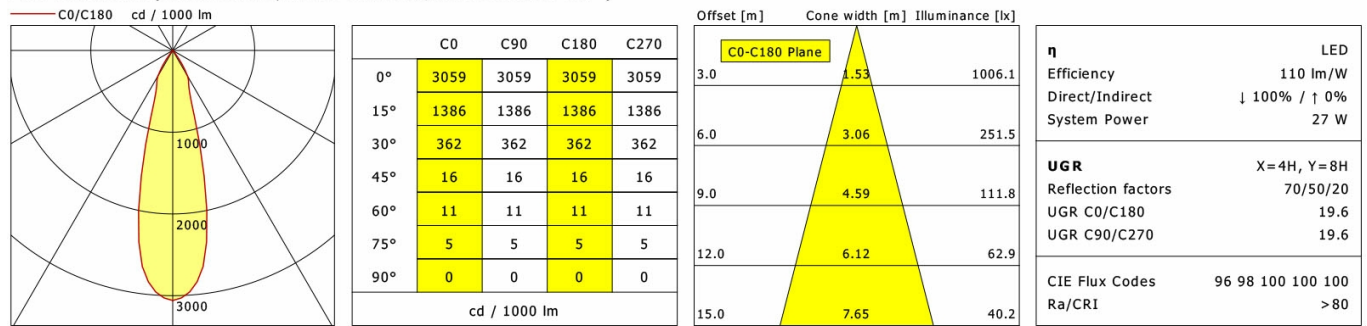 C0/C180 cd / 1000 lm
1000
2000
3000
C0 C90 C180 C270
0° 3059 3059 3059 3059
15° 1386 1386 1386 1386
30° 362 362 362 362
45° 16 16 16 16
60° 11 11 11 11
75° 5 5 5 5
90° 0 0 0 0
cd / 1000 lm
Offset [m] Cone width [m] Illuminance [lx]
C0-C180 Plane
3.0 1.53 1006.1
6.0 3.06 251.5
9.0 4.59 111.8
12.0 6.12 62.9
15.0 7.65 40.2
η LED
Efficiency 110 lm/W
Direct/Indirect ↓ 100% / ↑ 0%
System Power 27 W
UGR X=4H, Y=8H
Reflection factors 70/50/20
UGR C0/C180 19.6
UGR C90/C270 19.6
CIE Flux Codes 96 98 100 100 100
Ra/CRI >80